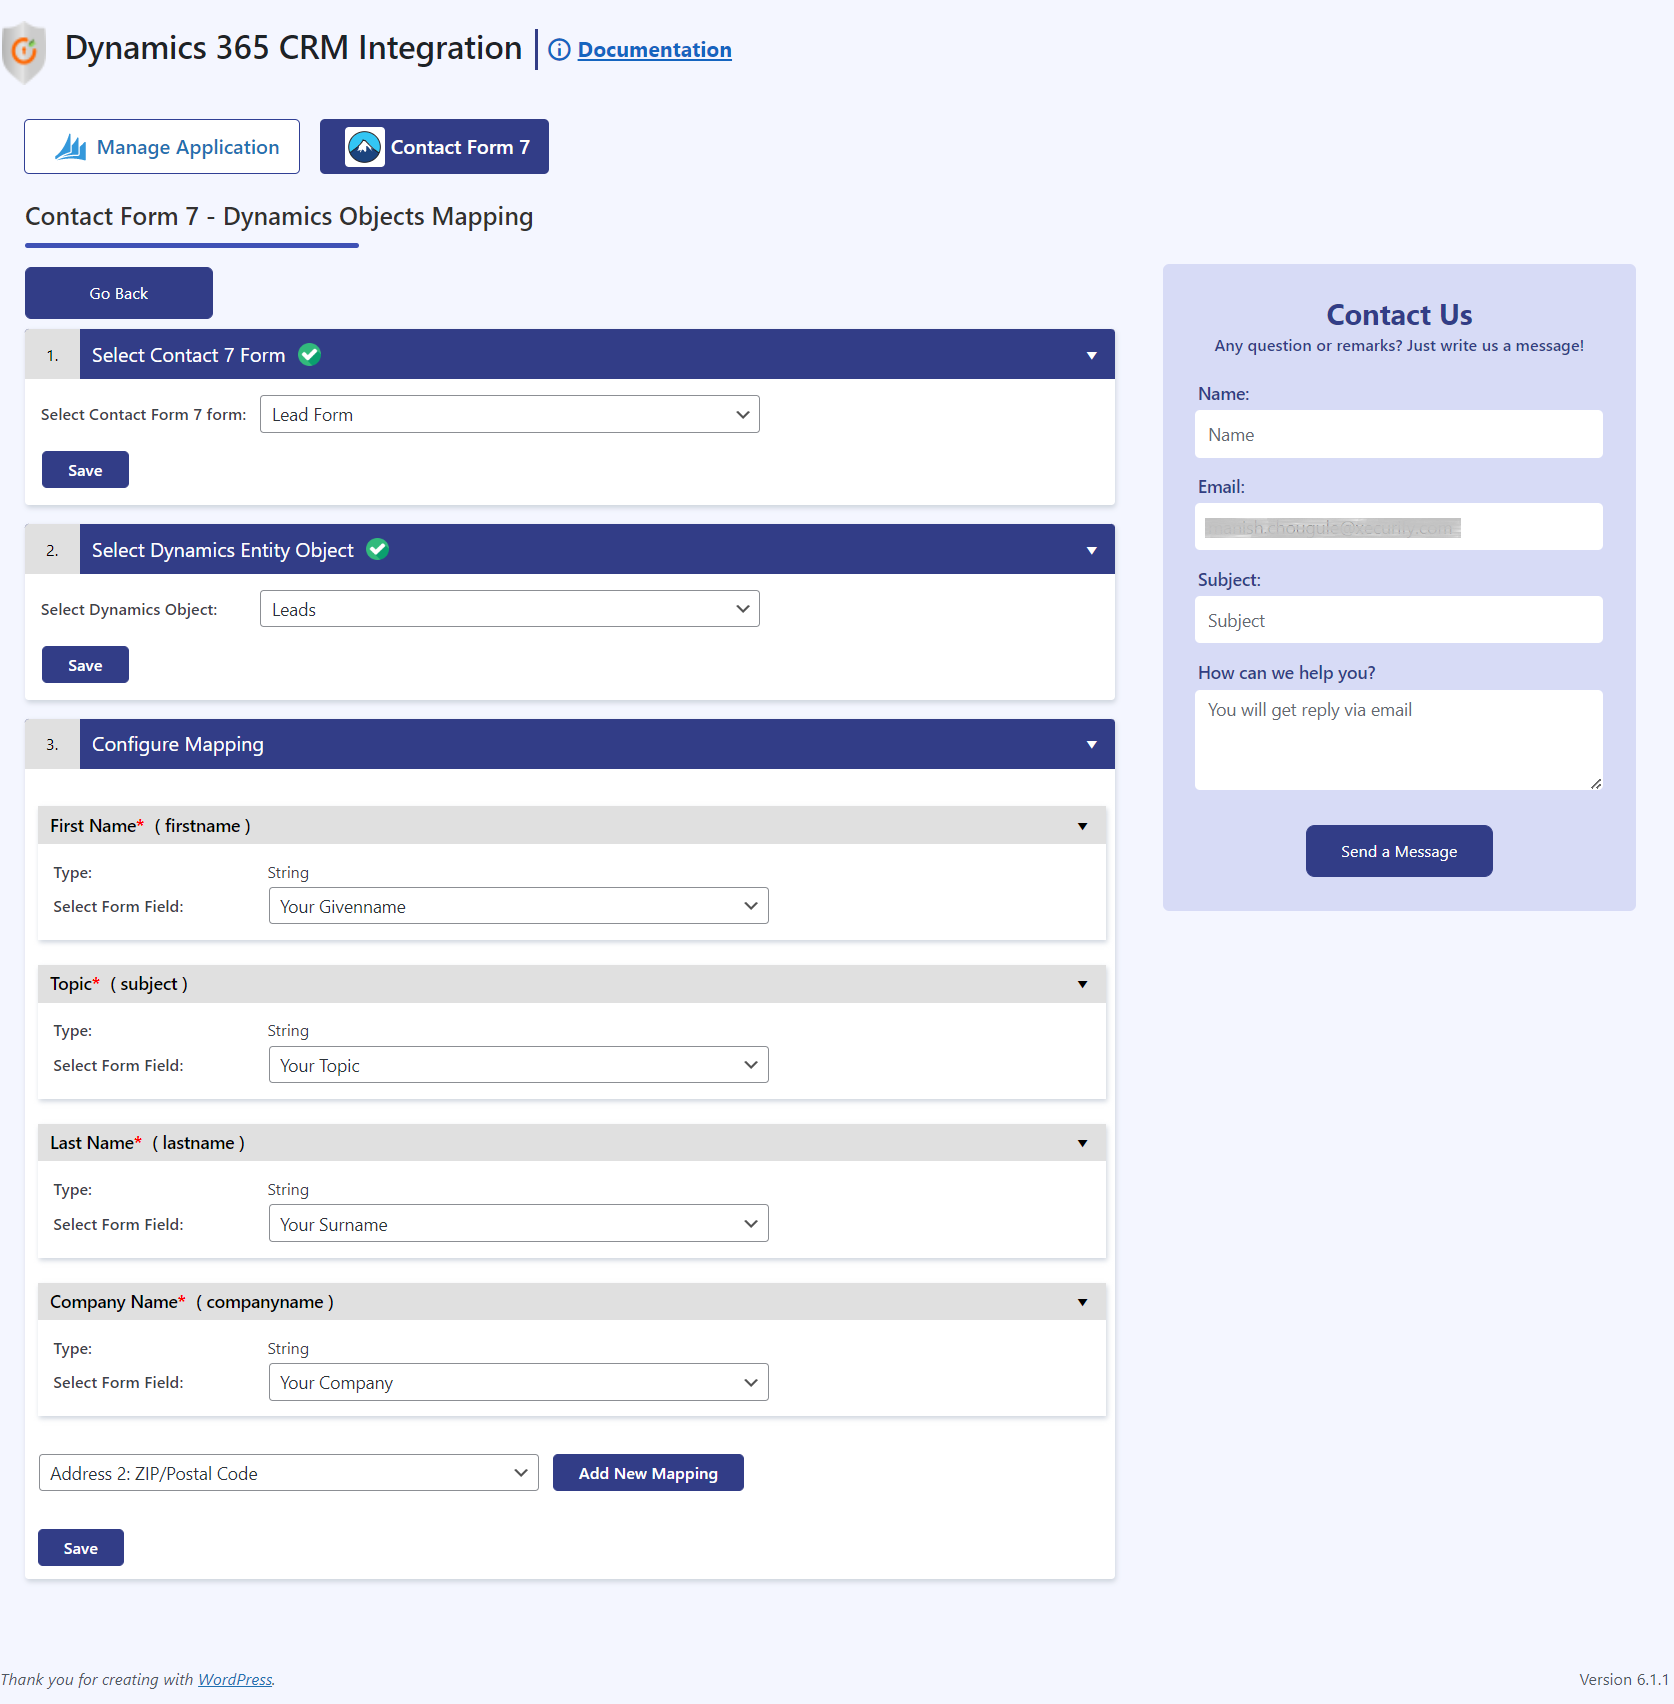 Dynamics 365 CRM Integration
Documentation
Manage Application
Contact Form 7
Contact Form 7 - Dynamics Objects Mapping
Go Back
1.
Select Contact 7 Form
Select Contact Form 7 form:
Lead Form
Save
2.
Select Dynamics Entity Object
Select Dynamics Object:
Leads
Save
3.
Configure Mapping
First Name* ( firstname )
Type:
String
Select Form Field:
Your Givenname
Topic* ( subject )
Type:
String
Select Form Field:
Your Topic
Last Name* ( lastname )
Type:
String
Select Form Field:
Your Surname
Company Name* ( companyname )
Type:
String
Select Form Field:
Your Company
Address 2: ZIP/Postal Code
Add New Mapping
Save
Contact Us
Any question or remarks? Just write us a message!
Name:
Name
Email:
Subject:
Subject
How can we help you?
You will get reply via email
Send a Message
Thank you for creating with WordPress.
Version 6.1.1